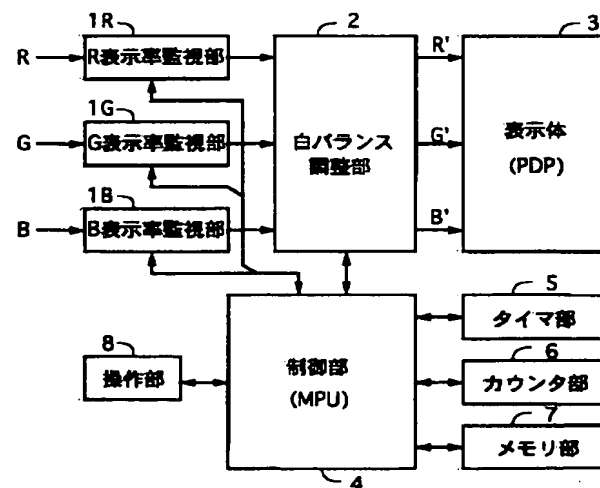 1R
2
3
R
R表示率監視部
R'
1G
G
G表示率監視部
白バランス
調整部
G'
表示体
(PDP)
1B
B
B表示率監視部
B'
5
タイマ部
8
操作部
制御部
(MPU)
6
カウンタ部
7
メモリ部
4